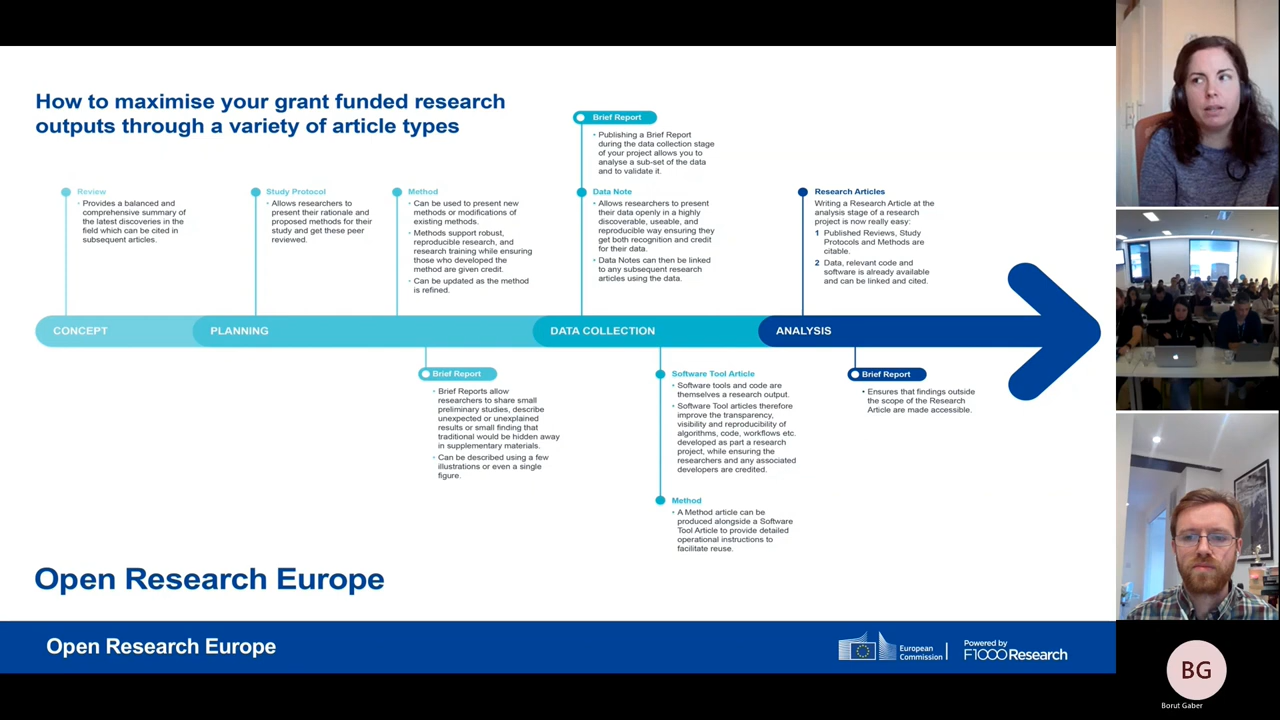 How to maximise your grant funded research
outputs through a variety of article types
Review
• Provides a balanced and
comprehensive summary of
the latest discoveries in the
field which can be cited in
subsequent articles.
Study Protocol
• Allows researchers to
present their rationale and
proposed methods for their
study and get these peer
reviewed.
Method
• Can be used to present new
methods or modifications of
existing methods.
• Methods support robust,
reproducible research, and
research training while ensuring
those who developed the
method are given credit.
• Can be updated as the method
is refined.
Brief Report
• Publishing a Brief Report
during the data collection stage
of your project allows you to
analyse a sub-set of the data
and to validate it.
Data Note
• Allows researchers to present
their data openly in a highly
discoverable, useable, and
reproducible way ensuring they
get both recognition and credit
for their data.
• Data Notes can then be linked
to any subsequent research
articles using the data.
Research Articles
Writing a Research Article at the
analysis stage of a research
project is now really easy:
1 Published Reviews, Study
Protocols and Methods are
citable.
2 Data, relevant code and
software is already available
and can be linked and cited.
CONCEPT
PLANNING
DATA COLLECTION
ANALYSIS
Brief Report
• Brief Reports allow
researchers to share small
preliminary studies, describe
unexpected or unexplained
results or small finding that
traditional would be hidden away
in supplementary materials.
• Can be described using a few
illustrations or even a single
figure.
Software Tool Article
• Software tools and code are
themselves a research output.
• Software Tool articles therefore
improve the transparency,
visibility and reproducibility of
algorithms, code, workflows etc.
developed as part a research
project, while ensuring the
researchers and any associated
developers are credited.
Method
• A Method article can be
produced alongside a Software
Tool Article to provide detailed
operational instructions to
facilitate reuse.
Brief Report
• Ensures that findings outside
the scope of the Research
Article are made accessible.
Open Research Europe
Open Research Europe
European
Commission
Powered by
F1000Research
BG
Borut Gaber